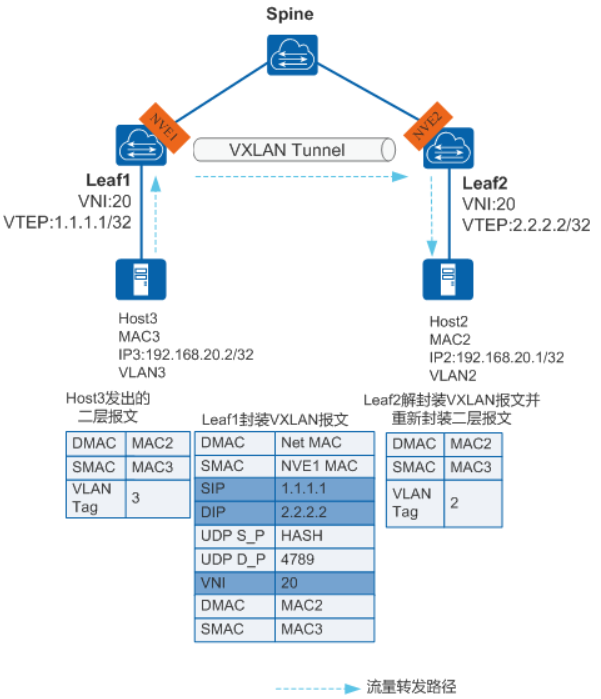 Spine
NVE1
NVE2
VXLAN Tunnel
Leaf1
VNI:20
VTEP:1.1.1.1/32
Leaf2
VNI:20
VTEP:2.2.2.2/32
Host3
MAC3
IP3:192.168.20.2/32
VLAN3
Host2
MAC2
IP2:192.168.20.1/32
VLAN2
Host3发出的
二层报文
DMAC MAC2
SMAC MAC3
VLAN
Tag 3
Leaf1封装VXLAN报文
DMAC Net MAC
SMAC NVE1 MAC
SIP 1.1.1.1
DIP 2.2.2.2
UDP S_P HASH
UDP D_P 4789
VNI 20
DMAC MAC2
SMAC MAC3
Leaf2解封装VXLAN报文并
重新封装二层报文
DMAC MAC2
SMAC MAC3
VLAN
Tag 2
流量转发路径